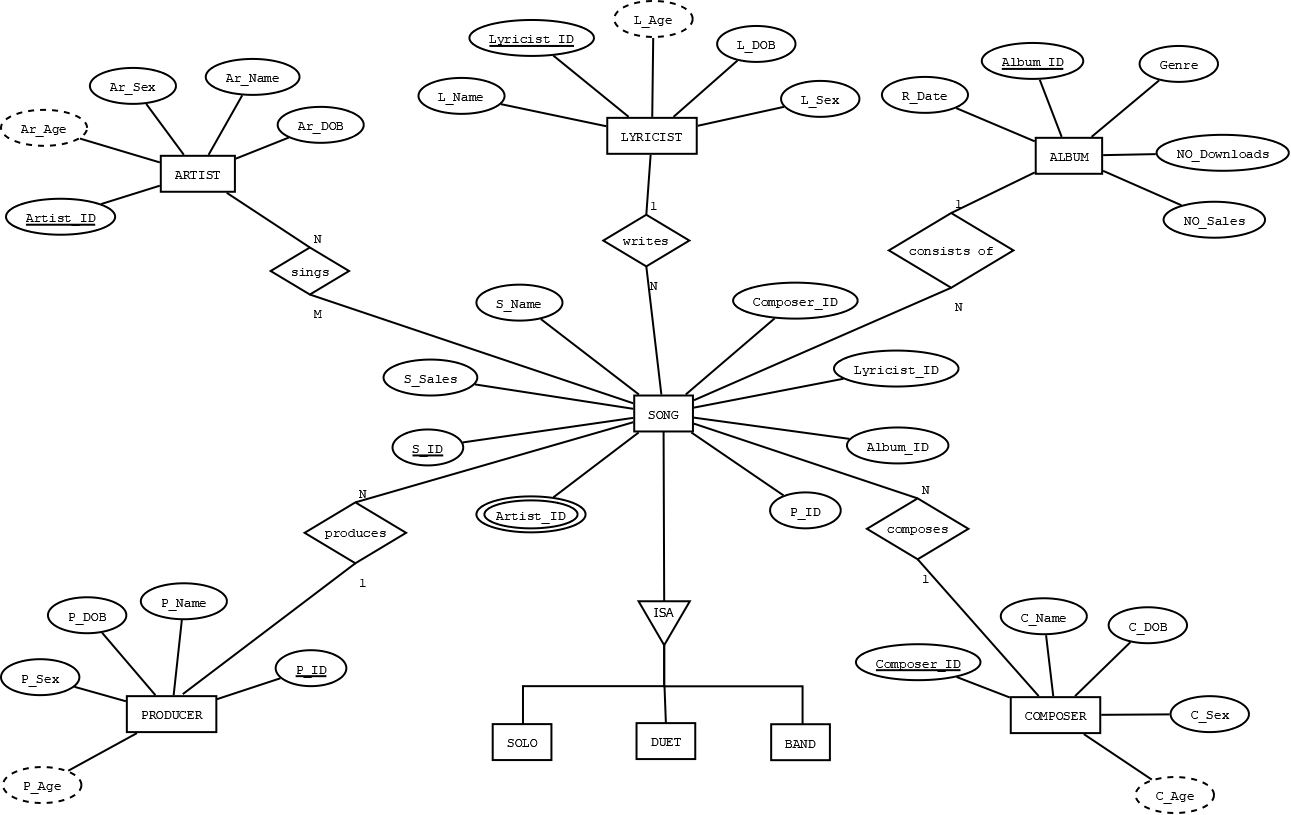 L_Age
Lyricist_ID
L_DOB
Ar_Sex
Ar_Name
Album_ID
Genre
L_Name
L_Sex
R_Date
Ar_Age
Ar_DOB
LYRICIST
ALBUM
NO_Downloads
ARTIST
Artist_ID
1
1
NO_Sales
N
writes
consists of
sings
N
M
S_Name
Composer_ID
N
S_Sales
Lyricist_ID
SONG
S_ID
Album_ID
N
N
Artist_ID
P_ID
produces
composes
1
1
P_DOB
P_Name
ISA
C_Name
C_DOB
P_Sex
P_ID
Composer_ID
PRODUCER
SOLO
DUET
BAND
COMPOSER
C_Sex
P_Age
C_Age